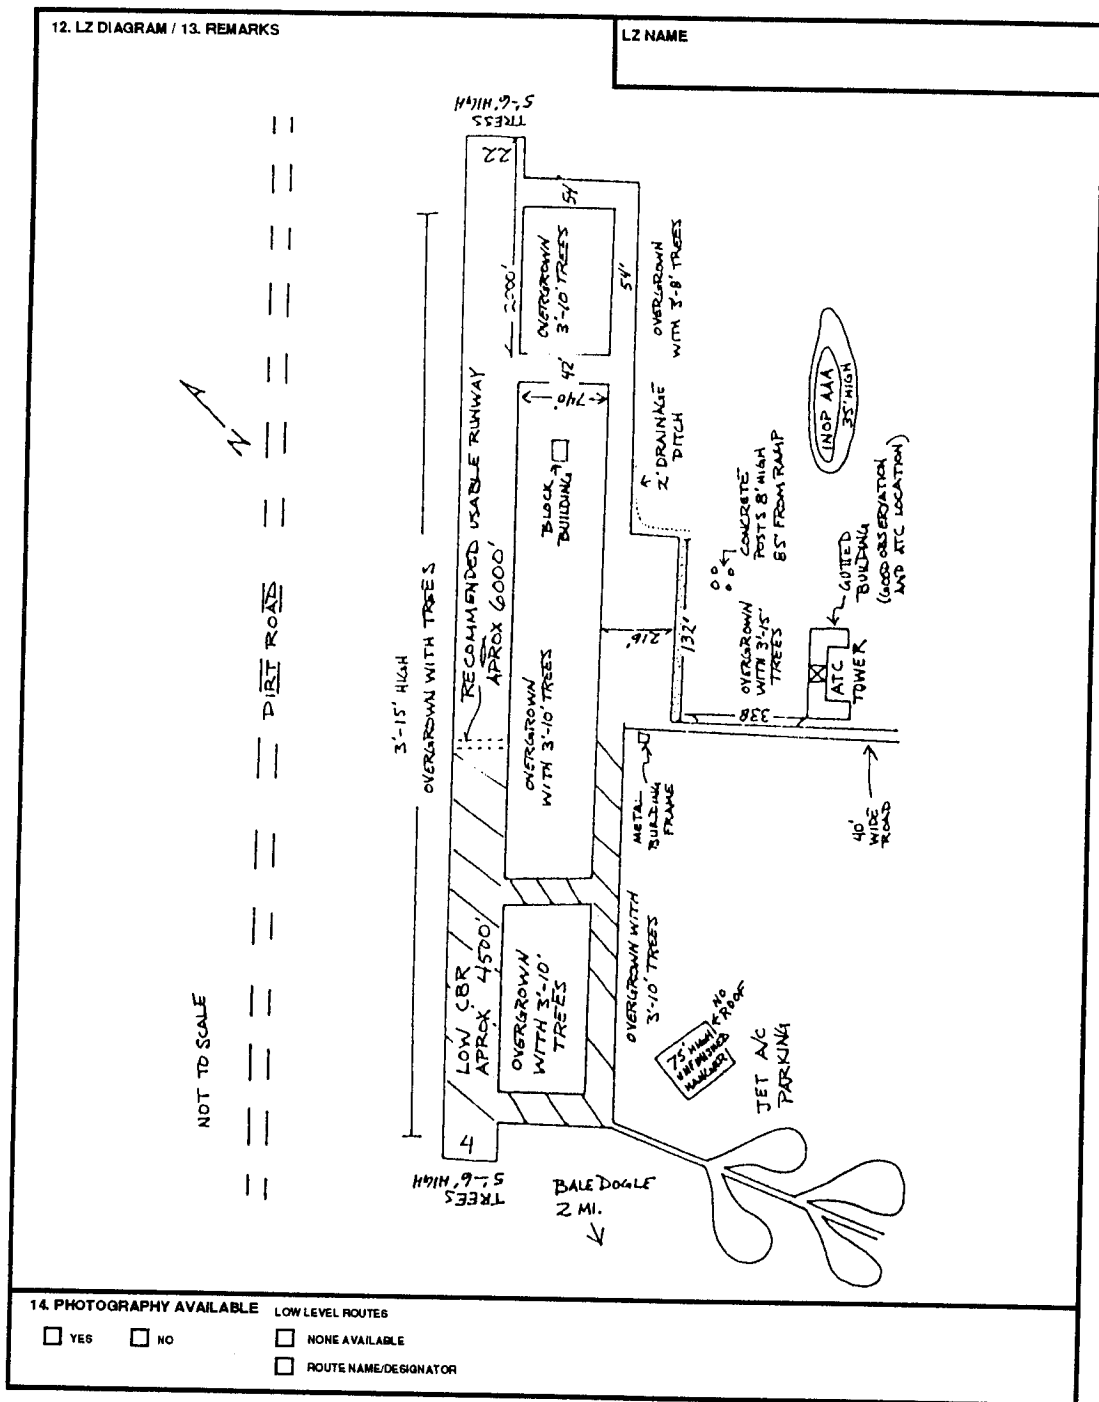 12. LZ DIAGRAM / 13. REMARKS
LZ NAME
TRESS
5'-6' HIGH
22
54'
OVERGROWN
3'-10' TREES
54'
OVERGROWN
WITH 3'-8' TREES
2000'
42'
740'
2' DRAINAGE
DITCH
INOP AAA
35' HIGH
N
BLOCK
BUILDING
CONCRETE
POSTS 8' HIGH
85' FROM RAMP
GUTTED
BUILDING
(GOOD OBSERVATION
AND ATC LOCATION)
DIRT ROAD
3'-15' HIGH
OVERGROWN WITH TREES
RECOMMENDED USABLE RUNWAY
APROX 6000'
OVERGROWN
WITH 3'-10' TREES
216'
132'
OVERGROWN
WITH 3'-15'
TREES
ATC
TOWER
338
METAL
BUILDING
FRAME
40'
WIDE
ROAD
LOW CBR
APROX 4500'
OVERGROWN
WITH 3'-10'
TREES
OVERGROWN WITH
3'-10' TREES
NO
ROOF
75' HIGH
UNFINISHED
HANGER
JET A/C
PARKING
NOT TO SCALE
4
TREES
5'-6' HIGH
BALE DOGLE
2 MI.
14. PHOTOGRAPHY AVAILABLE
YES
NO
LOW LEVEL ROUTES
NONE AVAILABLE
ROUTE NAME/DESIGNATOR